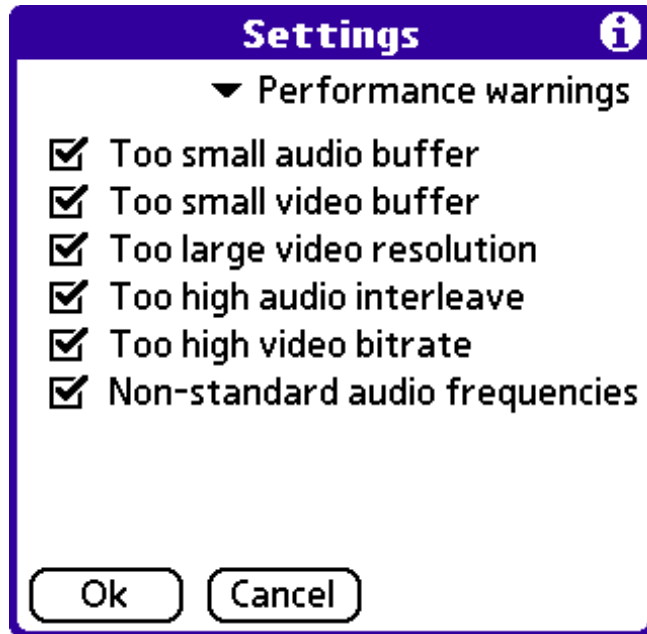 Settings
Performance warnings
Too small audio buffer
Too small video buffer
Too large video resolution
Too high audio interleave
Too high video bitrate
Non-standard audio frequencies
Ok Cancel